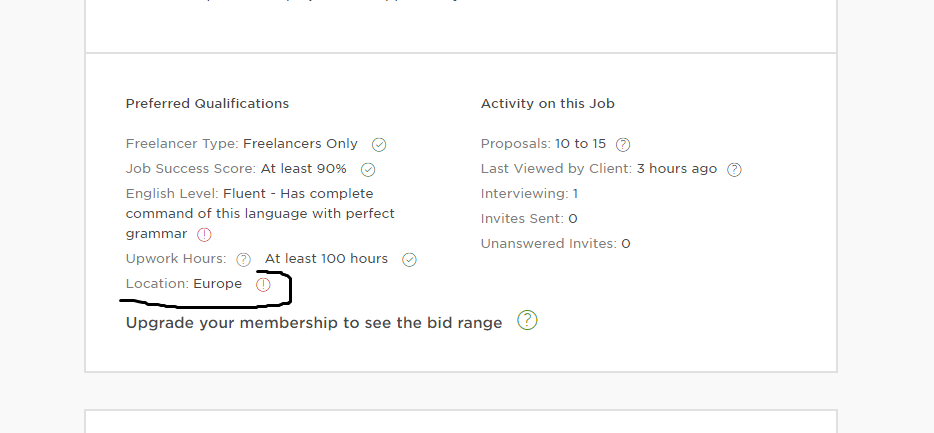 Preferred Qualifications
Freelancer Type: Freelancers Only
Job Success Score: At least 90%
English Level: Fluent - Has complete
command of this language with perfect
grammar
Upwork Hours: ? At least 100 hours
Location: Europe
Upgrade your membership to see the bid range ?
Activity on this Job
Proposals: 10 to 15 ?
Last Viewed by Client: 3 hours ago ?
Interviewing: 1
Invites Sent: 0
Unanswered Invites: 0